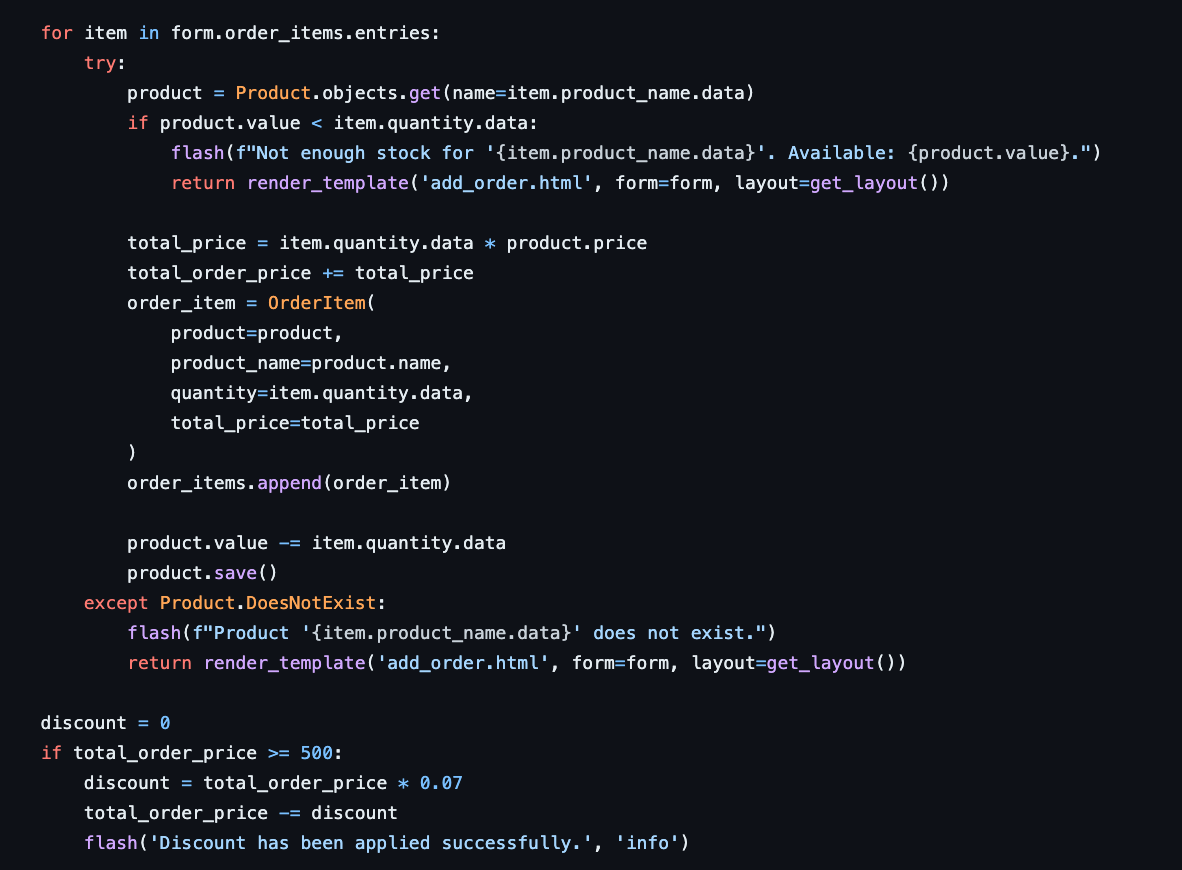 for item in form.order_items.entries:
    try:
        product = Product.objects.get(name=item.product_name.data)
        if product.value < item.quantity.data:
            flash(f"Not enough stock for '{item.product_name.data}'. Available: {product.value}.")
            return render_template('add_order.html', form=form, layout=get_layout())

        total_price = item.quantity.data * product.price
        total_order_price += total_price
        order_item = OrderItem(
            product=product,
            product_name=product.name,
            quantity=item.quantity.data,
            total_price=total_price
        )
        order_items.append(order_item)

        product.value -= item.quantity.data
        product.save()
    except Product.DoesNotExist:
        flash(f"Product '{item.product_name.data}' does not exist.")
        return render_template('add_order.html', form=form, layout=get_layout())

discount = 0
if total_order_price >= 500:
    discount = total_order_price * 0.07
    total_order_price -= discount
    flash('Discount has been applied successfully.', 'info')